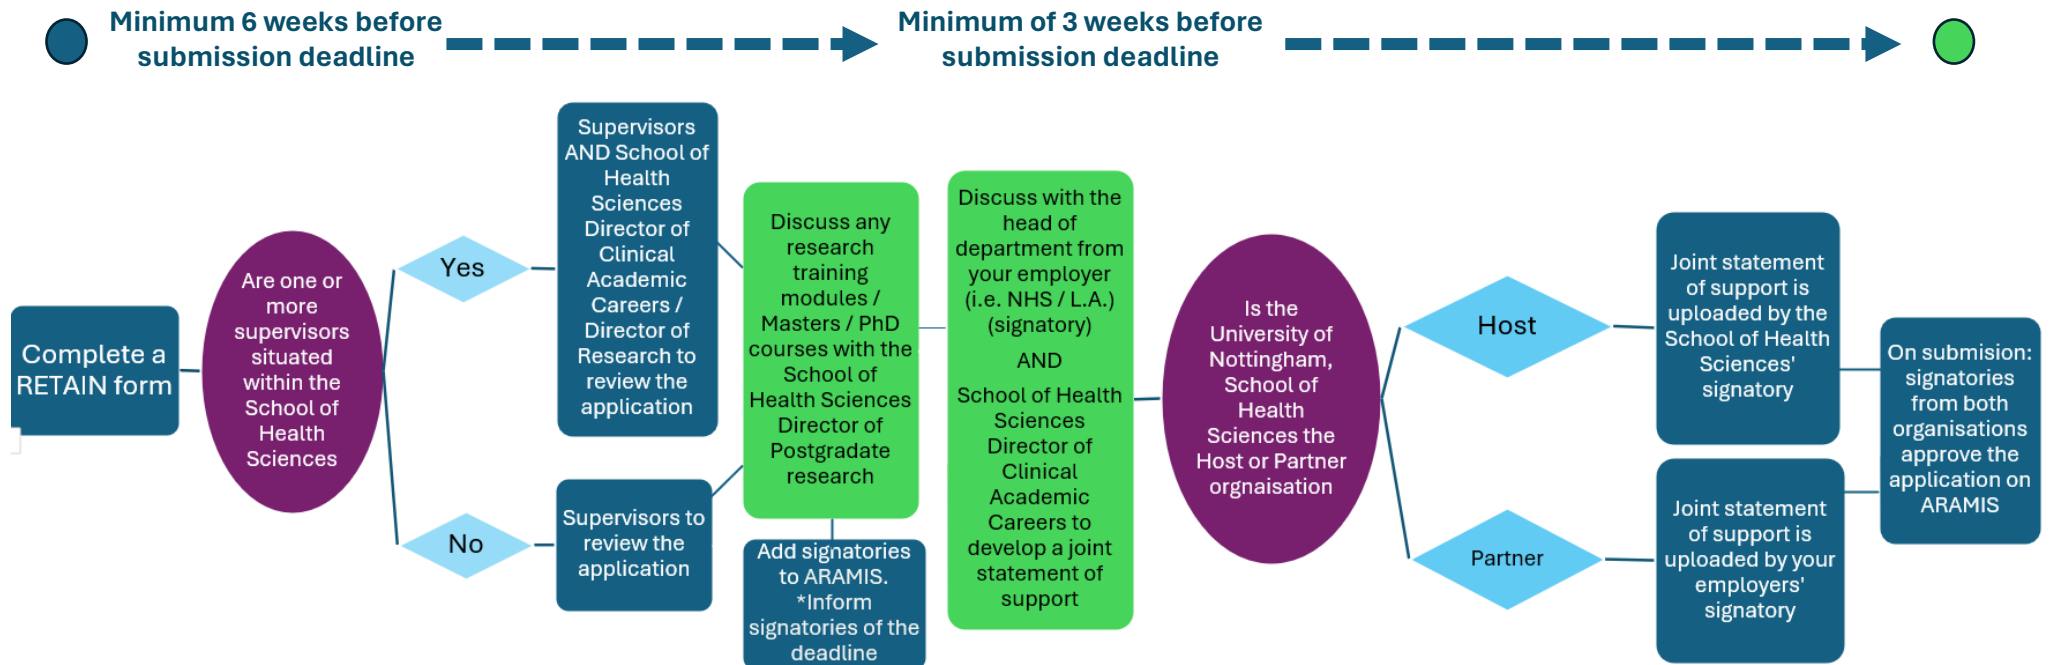 Minimum 6 weeks before
submission deadline
Minimum of 3 weeks before
submission deadline
Complete a
RETAIN form
Are one or
more
supervisors
situated
within the
School of
Health
Sciences
Yes
No
Supervisors
AND School of
Health
Sciences
Director of
Clinical
Academic
Careers /
Director of
Research to
review the
application
Supervisors to
review the
application
Discuss any
research
training
modules /
Masters / PhD
courses with the
School of
Health Sciences
Director of
Postgradate
research
Add signatories
to ARAMIS.
*Inform
signatories of the
deadline
Discuss with the
head of
department from
your employer
(i.e. NHS / L.A.)
(signatory)
AND
School of Health
Sciences
Director of
Clinical
Academic
Careers to
develop a joint
statement of
support
Is the
University of
Nottingham,
School of
Health
Sciences the
Host or Partner
orgnaisation
Host
Partner
Joint statement
of support is
uploaded by the
School of Health
Sciences'
signatory
Joint statement
of support is
uploaded by your
employers'
signatory
On submision:
signatories
from both
organisations
approve the
application on
ARAMIS